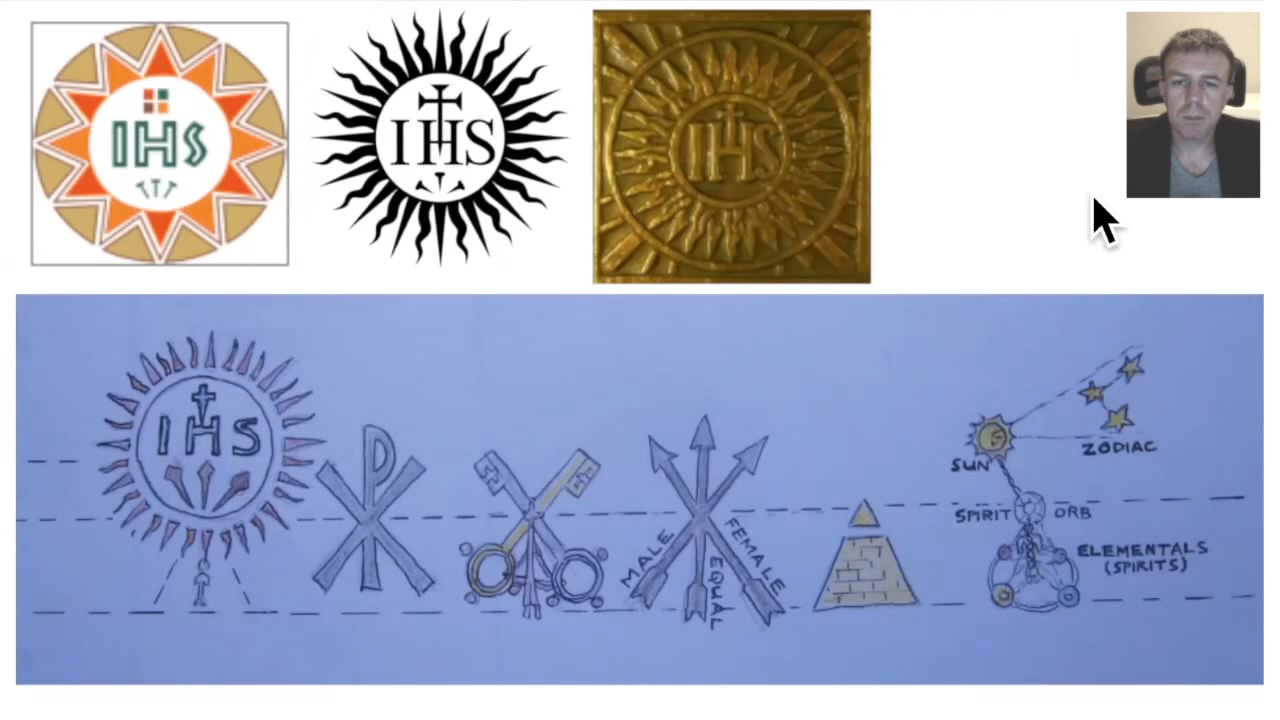 IHS
IHS
IHS
IHS
MALE
EQUAL
FEMALE
SUN
ZODIAC
SPIRIT ORB
ELEMENTALS
(SPIRITS)